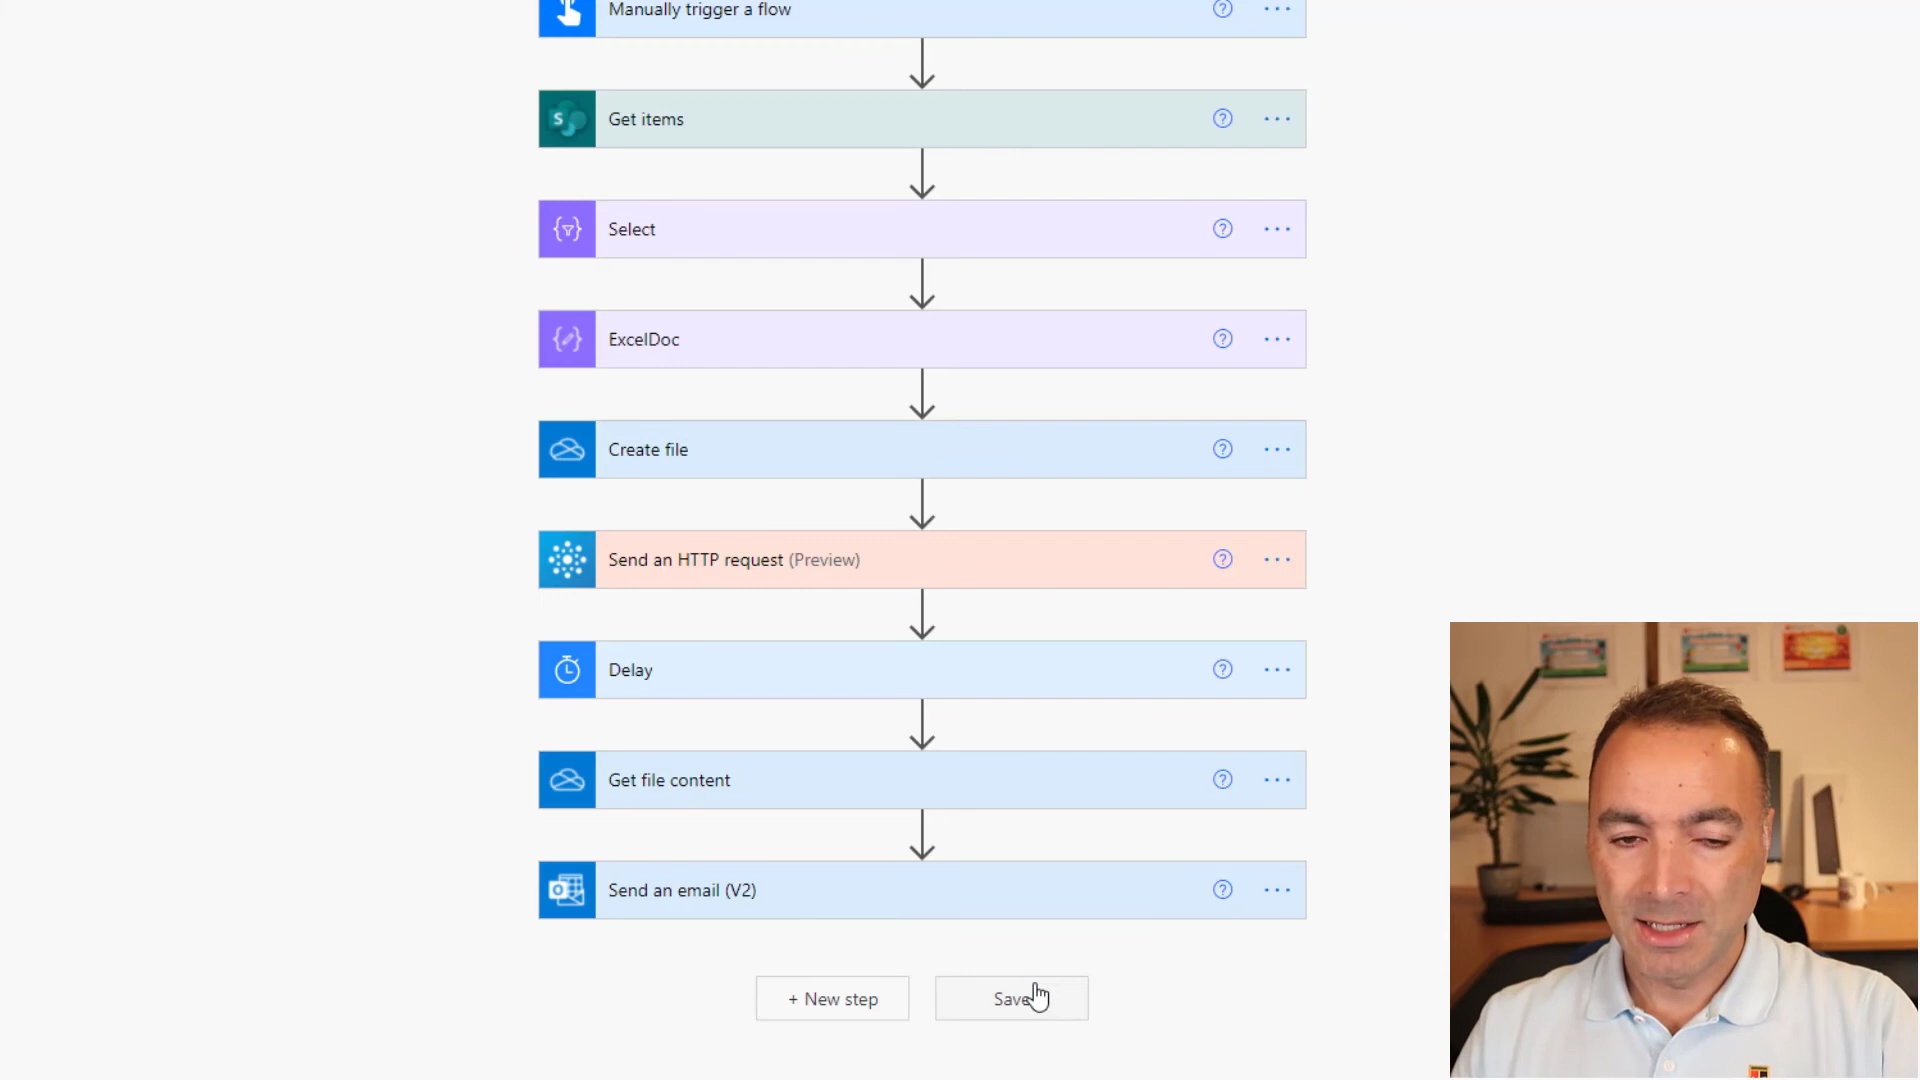 Manually trigger a flow
Get items
Select
ExcelDoc
Create file
Send an HTTP request (Preview)
Delay
Get file content
Send an email (V2)
+ New step
Save